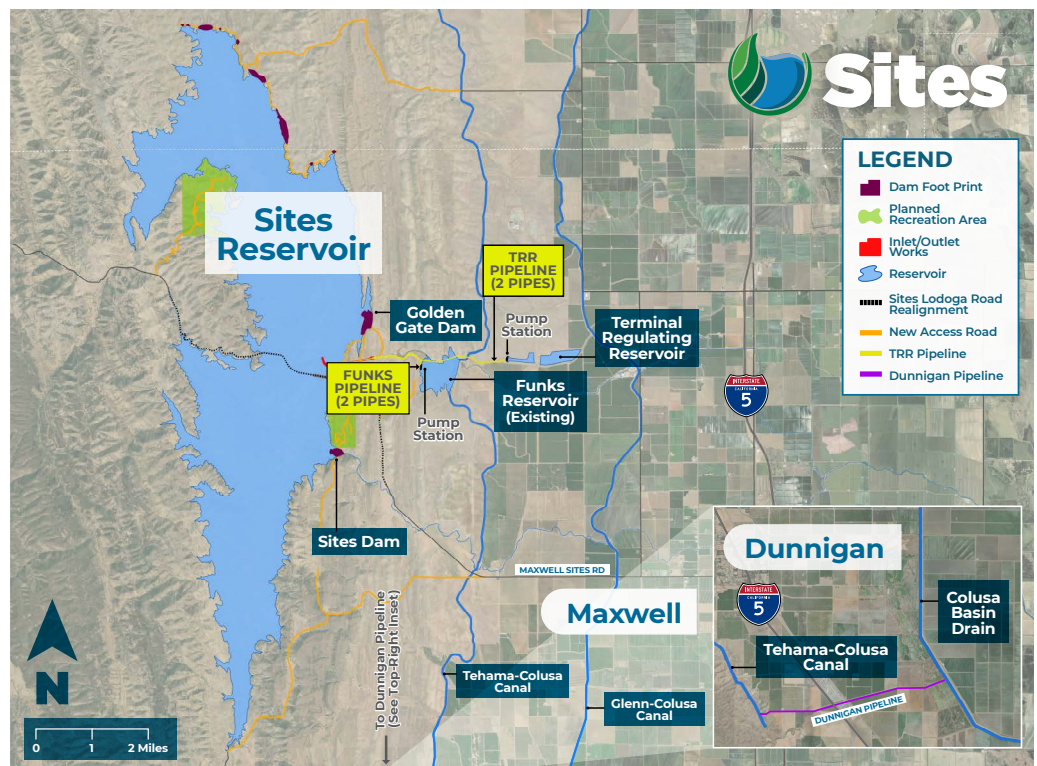 Sites
LEGEND
Dam Foot Print
Planned
Recreation Area
Inlet/Outlet
Works
Reservoir
Sites Lodoga Road
Realignment
New Access Road
TRR Pipeline
Dunnigan Pipeline
Sites
Reservoir
TRR
PIPELINE
(2 PIPES)
Golden
Gate Dam
Pump
Station
Terminal
Regulating
Reservoir
FUNKS
PIPELINE
(2 PIPES)
Funks
Reservoir
(Existing)
INTERSTATE
CALIFORNIA
5
Pump
Station
Sites Dam
MAXWELL SITES RD
Maxwell
To Dunnigan Pipeline
(See Top-Right Inset)
Tehama-Colusa
Canal
Glenn-Colusa
Canal
Dunnigan
INTERSTATE
CALIFORNIA
5
Colusa
Basin
Drain
Tehama-Colusa
Canal
DUNNIGAN PIPELINE
N
0 1 2 Miles